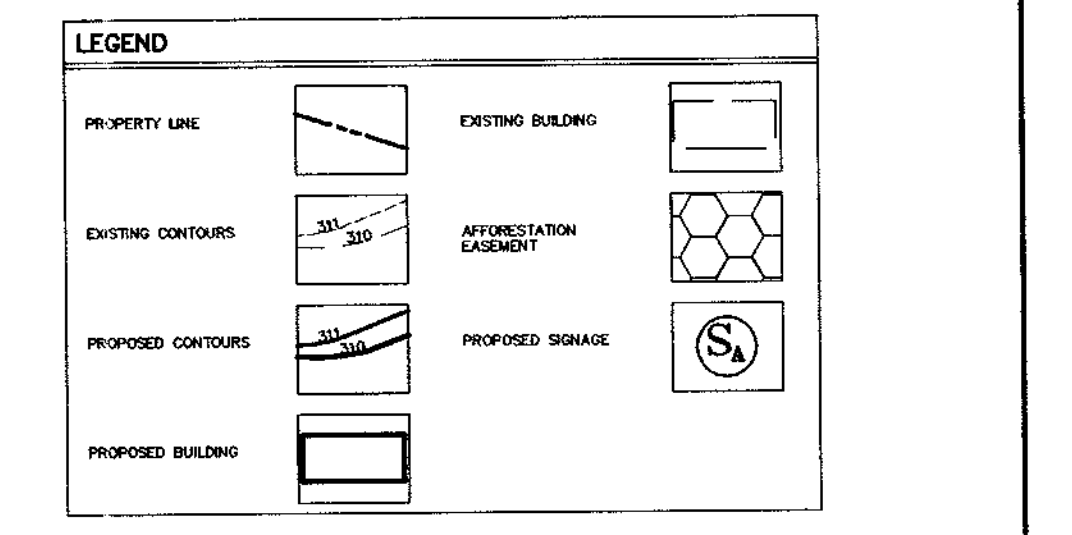 LEGEND
PROPERTY LINE
EXISTING BUILDING
EXISTING CONTOURS
311
310
AFFORESTATION
EASEMENT
PROPOSED CONTOURS
311
310
PROPOSED SIGNAGE
SA
PROPOSED BUILDING